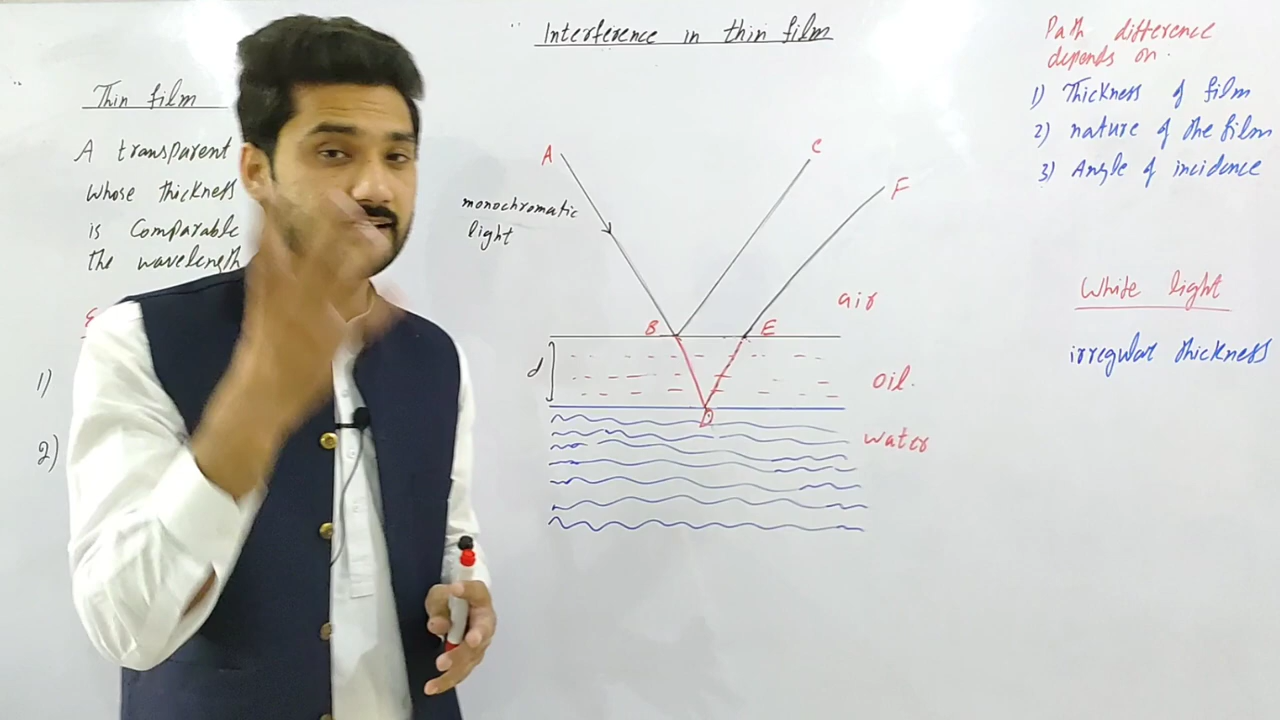 Interference in thin film
Thin film
A transparent
whose thickness
is Comparable
the wavelength
1)
2)
A
C
F
monochromatic
light
B
E
air
d
oil.
D
water
Path difference
depends on.
1) Thickness of film
2) nature of the film
3) Angle of incidence
White light
irregular thickness